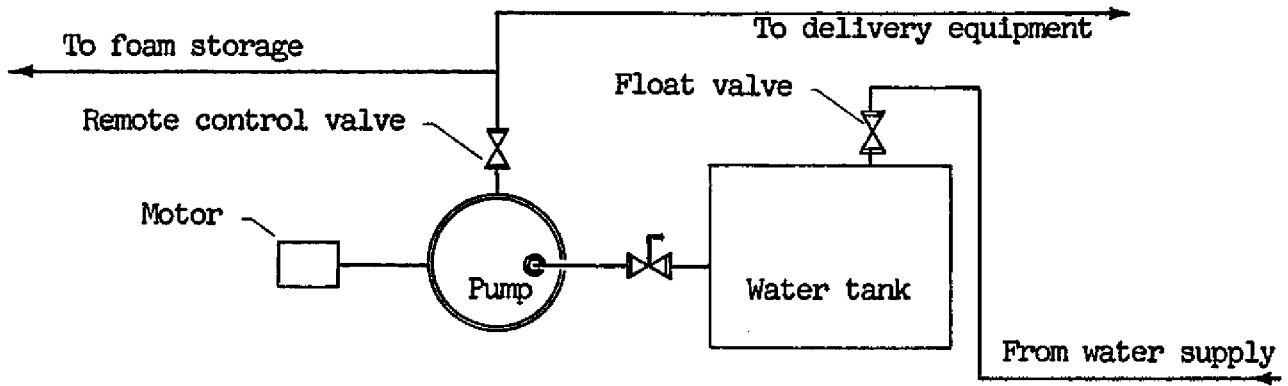 To foam storage
To delivery equipment
Float valve
Remote control valve
Motor
Pump
Water tank
From water supply